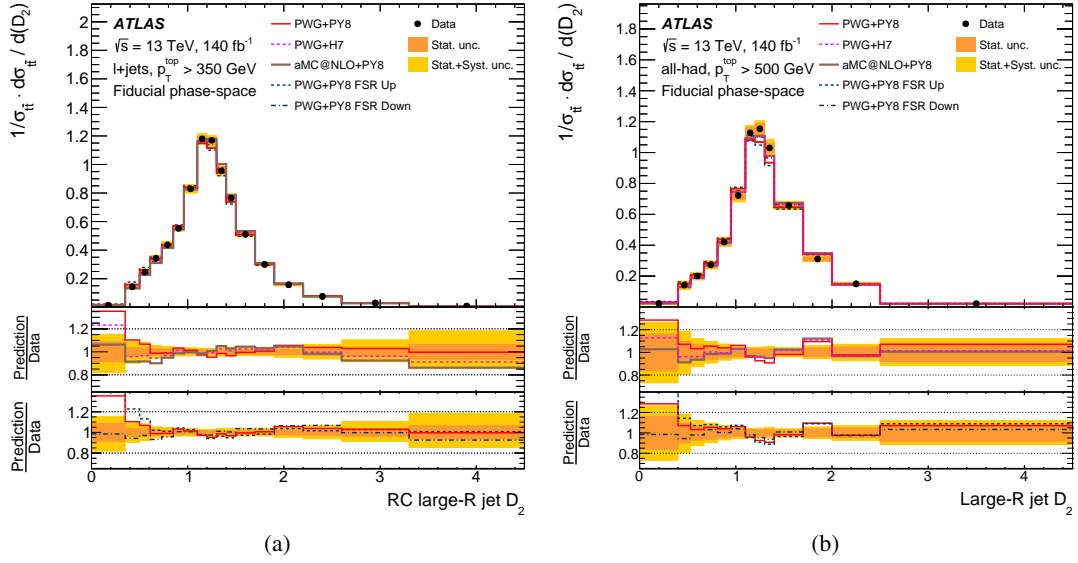 ATLAS
√s = 13 TeV, 140 fb⁻¹
l+jets, p_T^top > 350 GeV
Fiducial phase-space
PWG+PY8
PWG+H7
aMC@NLO+PY8
PWG+PY8 FSR Up
PWG+PY8 FSR Down
Data
Stat. unc.
Stat.+Syst. unc.
1/σ_tt̄ · dσ_tt̄ / d(D₂)
2
1.8
1.6
1.4
1.2
1
0.8
0.6
0.4
0.2
Prediction
Data
1.2
1
0.8
Prediction
Data
1.2
1
0.8
0 1 2 3 4
RC large-R jet D₂
(a)
ATLAS
√s = 13 TeV, 140 fb⁻¹
all-had, p_T^top > 500 GeV
Fiducial phase-space
PWG+PY8
PWG+H7
aMC@NLO+PY8
PWG+PY8 FSR Up
PWG+PY8 FSR Down
Data
Stat. unc.
Stat.+Syst. unc.
1/σ_tt̄ · dσ_tt̄ / d(D₂)
1.8
1.6
1.4
1.2
1
0.8
0.6
0.4
0.2
Prediction
Data
1.2
1
0.8
Prediction
Data
1.2
1
0.8
0 1 2 3 4
Large-R jet D₂
(b)